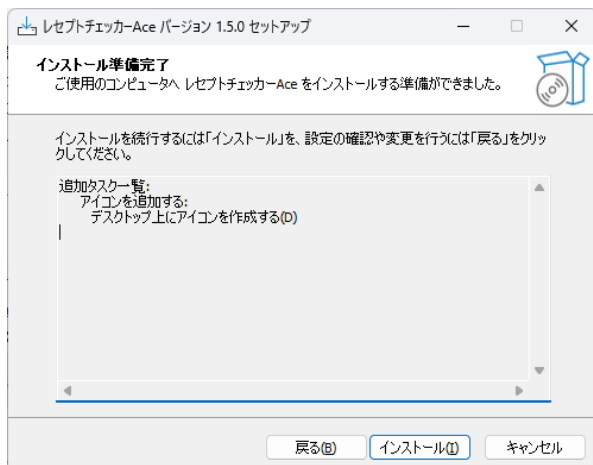 レセプトチェッカーAce バージョン 1.5.0 セットアップ
インストール準備完了
ご使用のコンピュータへ レセプトチェッカーAce をインストールする準備ができました。
インストールを続行するには「インストール」を、設定の確認や変更を行うには「戻る」をクリッ
クしてください。
追加タスク一覧:
アイコンを追加する:
デスクトップ上にアイコンを作成する(D)
戻る(B)
インストール(I)
キャンセル